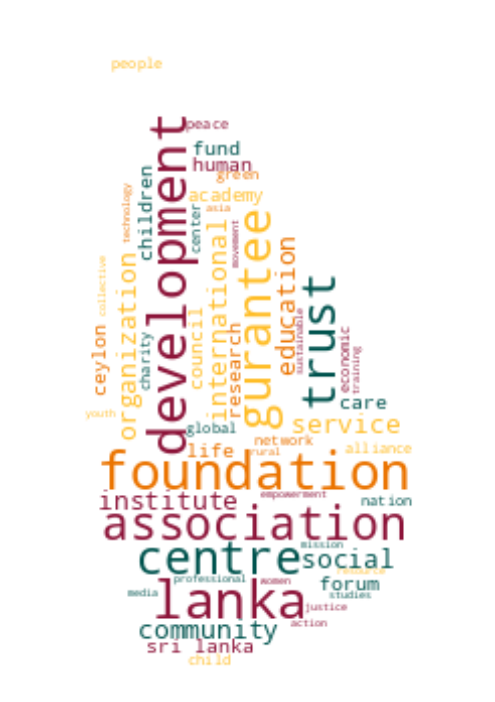 people
peace
development
fund
human
green
children
technology
academy
asia
center
movement
international
gurantee
education
organization
collective
sustainable
trust
ceylon
charity
council
research
economic
training
care
youth
global
service
network
life
rural
alliance
foundation
institute
empowerment
nation
association
mission
centre
social
resource
professional
women
forum
media
studies
lanka
justice
community
action
sri lanka
child